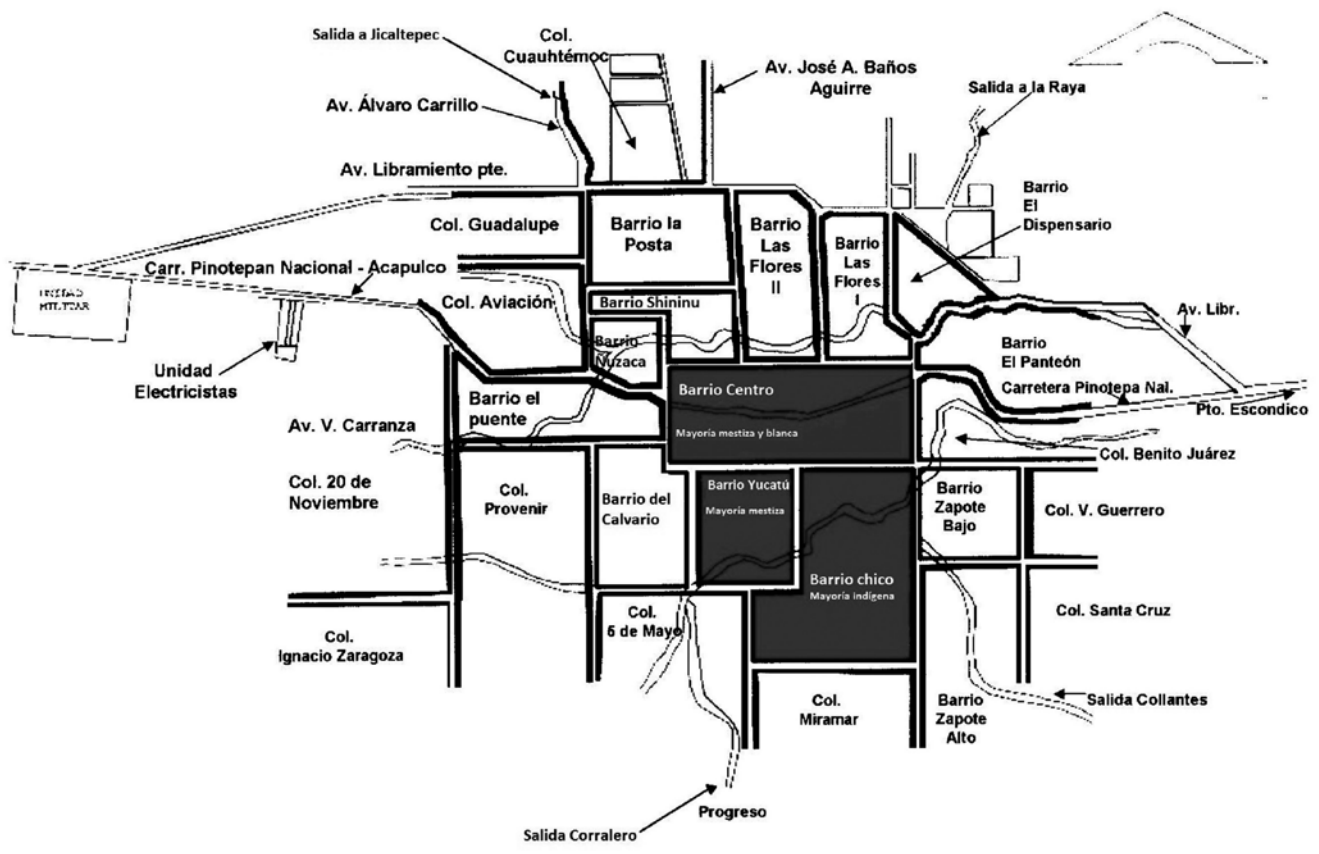 Salida a Jicaltepec
Col.
Cuauhtémoc
Av. José A. Baños
Aguirre
Salida a la Raya
Av. Álvaro Carrillo
Av. Libramiento pte.
Barrio
El
Dispensario
Col. Guadalupe
Barrio la
Posta
Barrio
Las
Flores
II
Barrio
Las
Flores
I
Carr. Pinotepan Nacional - Acapulco
UNIDAD
MILITAR
Col. Aviación
Barrio Shininu
Av. Libr.
Barrio
Ñuzaca
Barrio
El Panteón
Unidad
Electricistas
Barrio el
puente
Barrio Centro
Mayoría mestiza y blanca
Carretera Pinotepa Nal.
Pto. Escondico
Av. V. Carranza
Col. Benito Juárez
Col. 20 de
Noviembre
Col.
Provenir
Barrio del
Calvario
Barrio Yucatú
Mayoría mestiza
Barrio
Zapote
Bajo
Col. V. Guerrero
Barrio chico
Mayoría indígena
Col.
5 de Mayo
Col. Santa Cruz
Col.
Ignacio Zaragoza
Col.
Miramar
Barrio
Zapote
Alto
Salida Collantes
Progreso
Salida Corralero